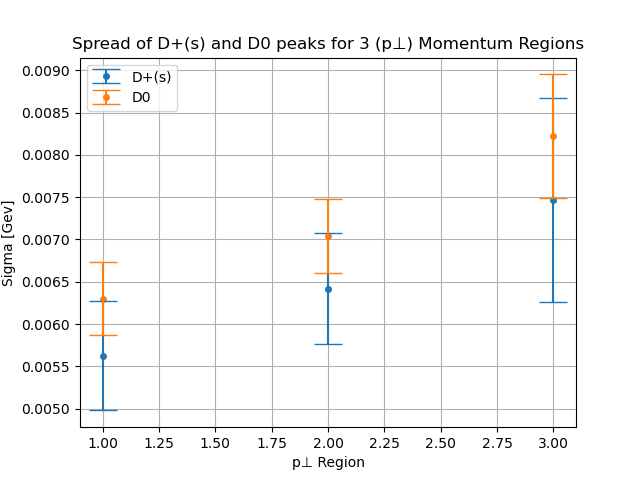 Spread of D+(s) and D0 peaks for 3 (p⊥) Momentum Regions
Sigma [Gev]
0.0090
0.0085
0.0080
0.0075
0.0070
0.0065
0.0060
0.0055
0.0050
D+(s)
D0
1.00 1.25 1.50 1.75 2.00 2.25 2.50 2.75 3.00
p⊥ Region